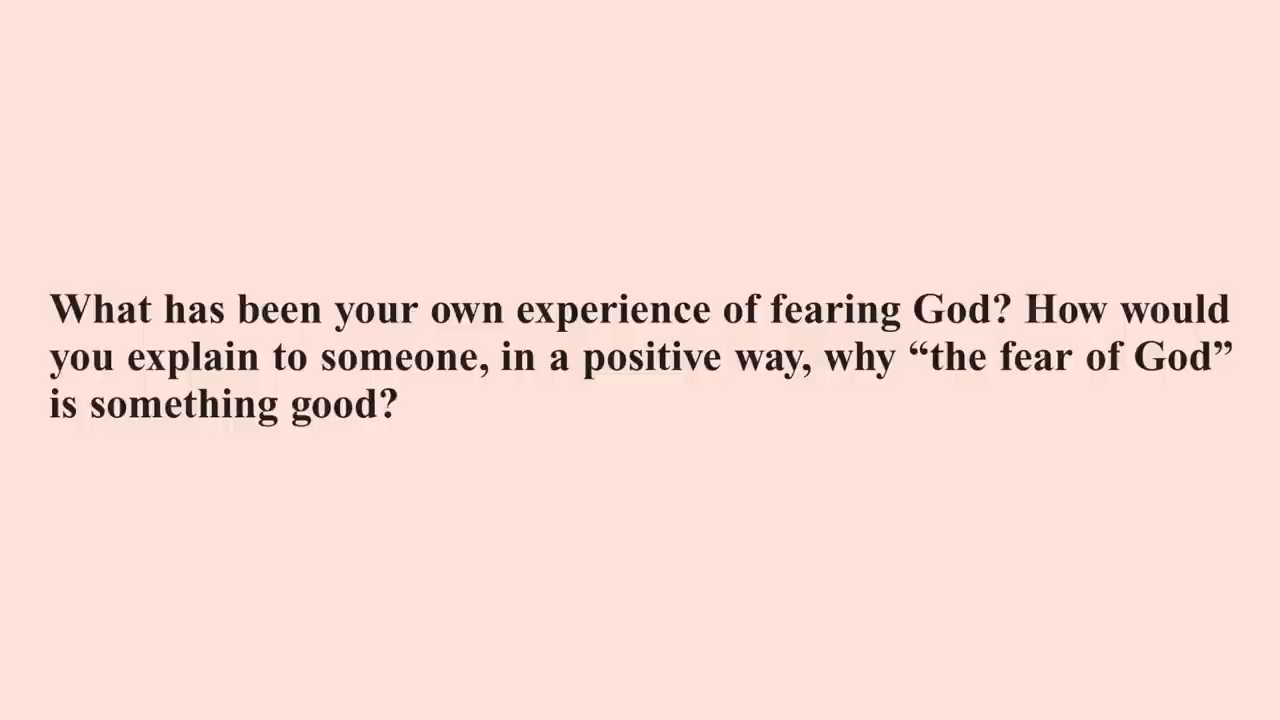 What has been your own experience of fearing God? How would
you explain to someone, in a positive way, why “the fear of God”
is something good?